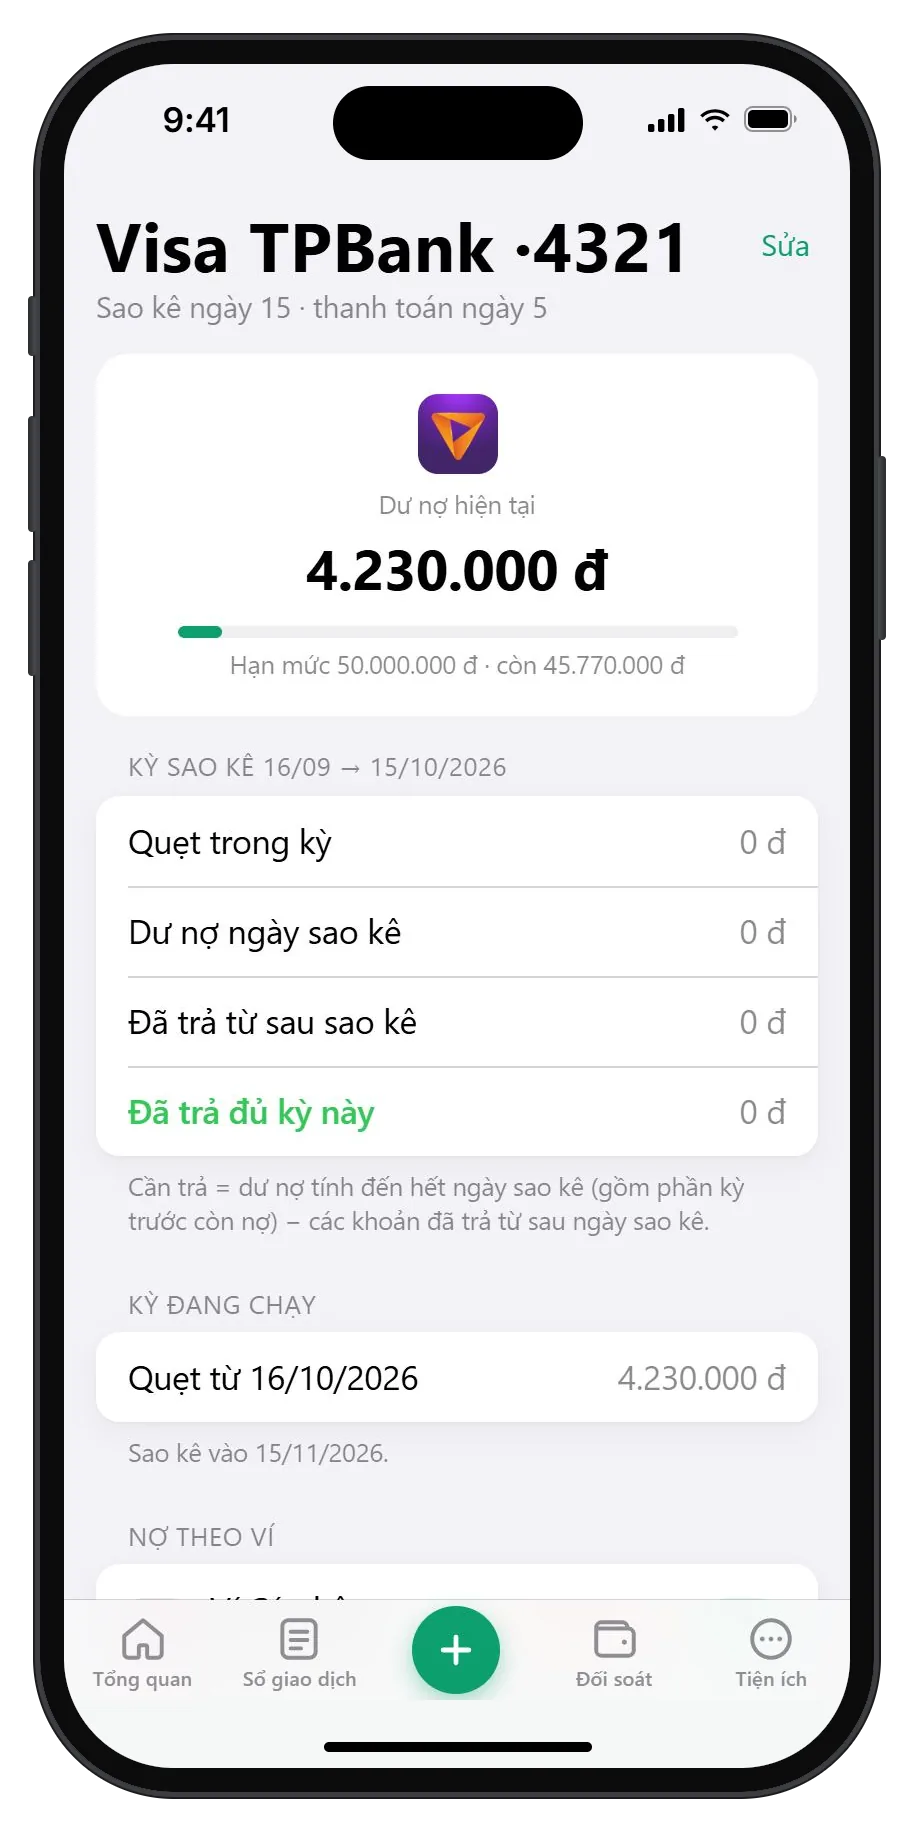 9:41
Visa TPBank ·4321
Sửa
Sao kê ngày 15 · thanh toán ngày 5
Dư nợ hiện tại
4.230.000 đ
Hạn mức 50.000.000 đ · còn 45.770.000 đ
KỲ SAO KÊ 16/09 → 15/10/2026
Quẹt trong kỳ 0 đ
Dư nợ ngày sao kê 0 đ
Đã trả từ sau sao kê 0 đ
Đã trả đủ kỳ này 0 đ
Cần trả = dư nợ tính đến hết ngày sao kê (gồm phần kỳ
trước còn nợ) − các khoản đã trả từ sau ngày sao kê.
KỲ ĐANG CHẠY
Quẹt từ 16/10/2026 4.230.000 đ
Sao kê vào 15/11/2026.
NỢ THEO VÍ
Tổng quan
Sổ giao dịch
Đối soát
Tiện ích